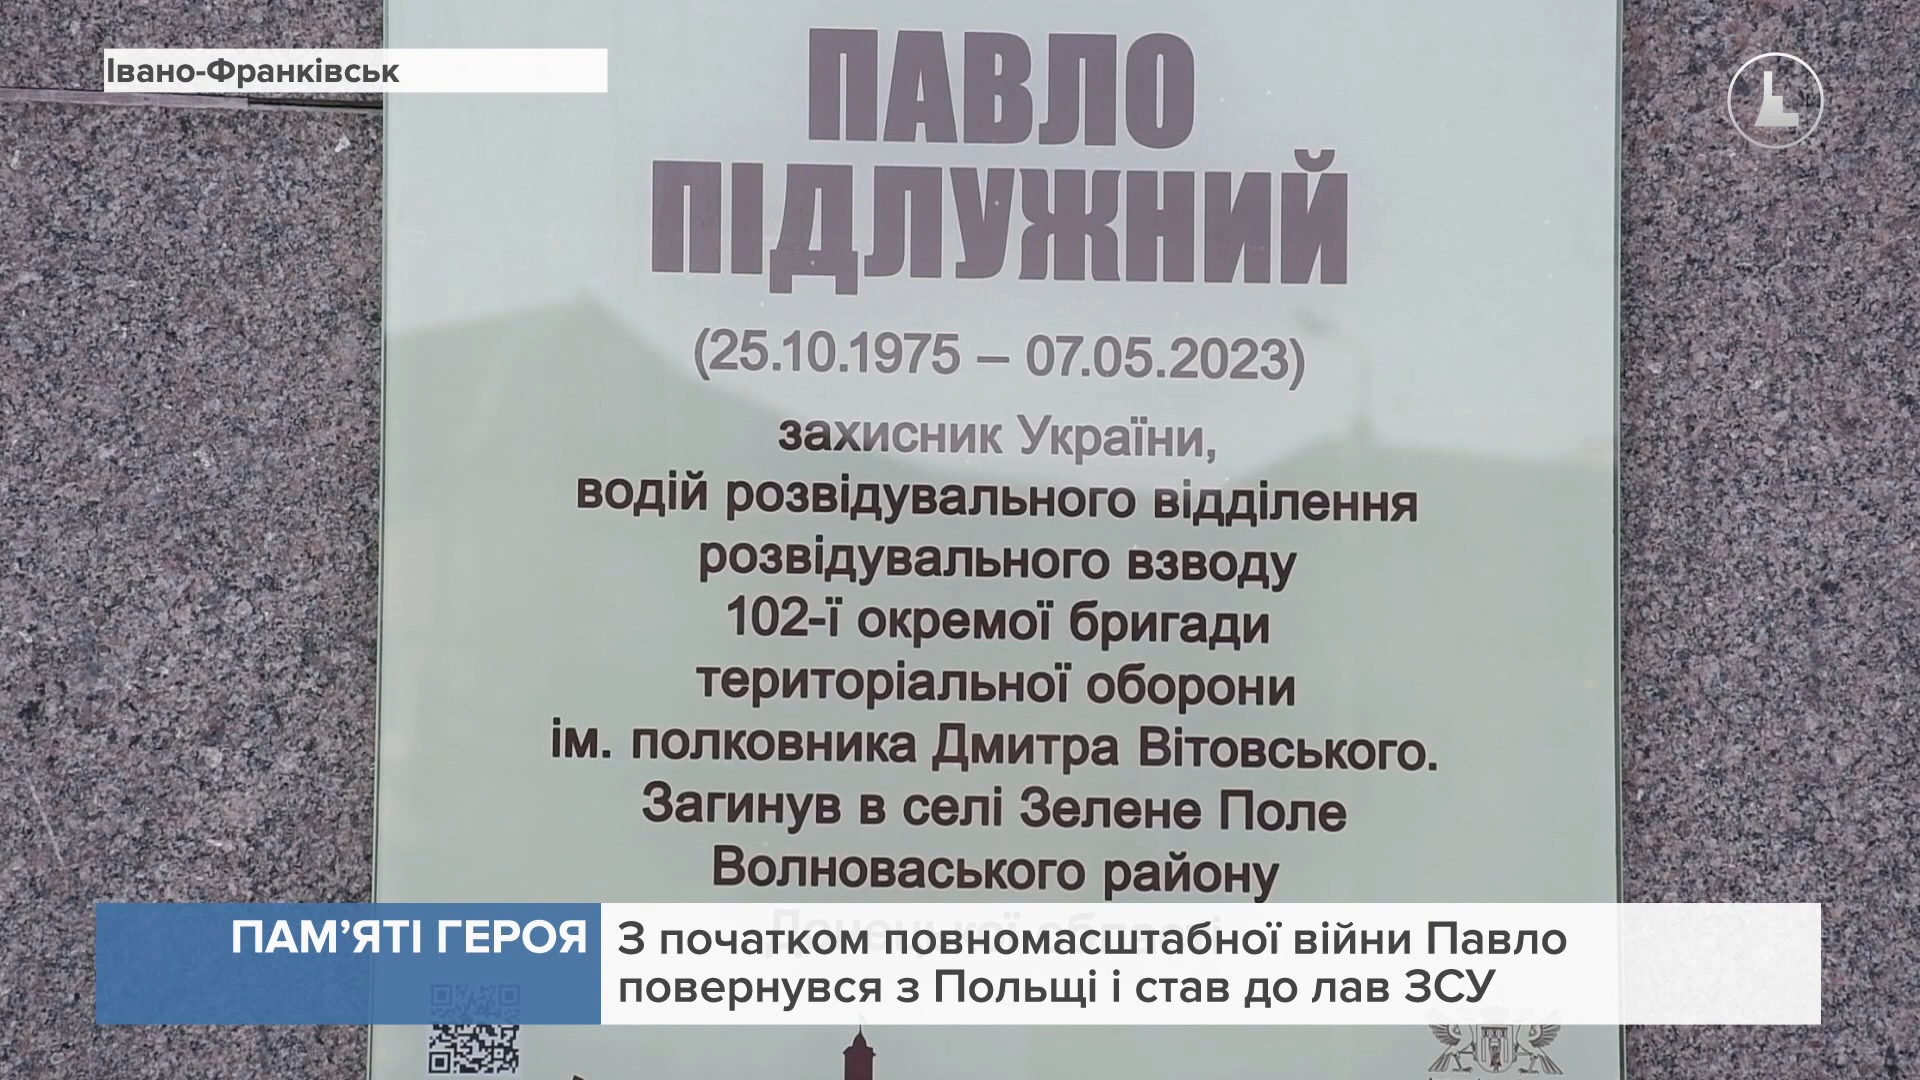 Івано-Франківськ
ПАВЛО
ПІДЛУЖНИЙ
(25.10.1975 – 07.05.2023)
захисник України,
водій розвідувального відділення
розвідувального взводу
102-ї окремої бригади
територіальної оборони
ім. полковника Дмитра Вітовського.
Загинув в селі Зелене Поле
Волноваського району
Донецької області
ПАМ’ЯТІ ГЕРОЯ
З початком повномасштабної війни Павло
повернувся з Польщі і став до лав ЗСУ